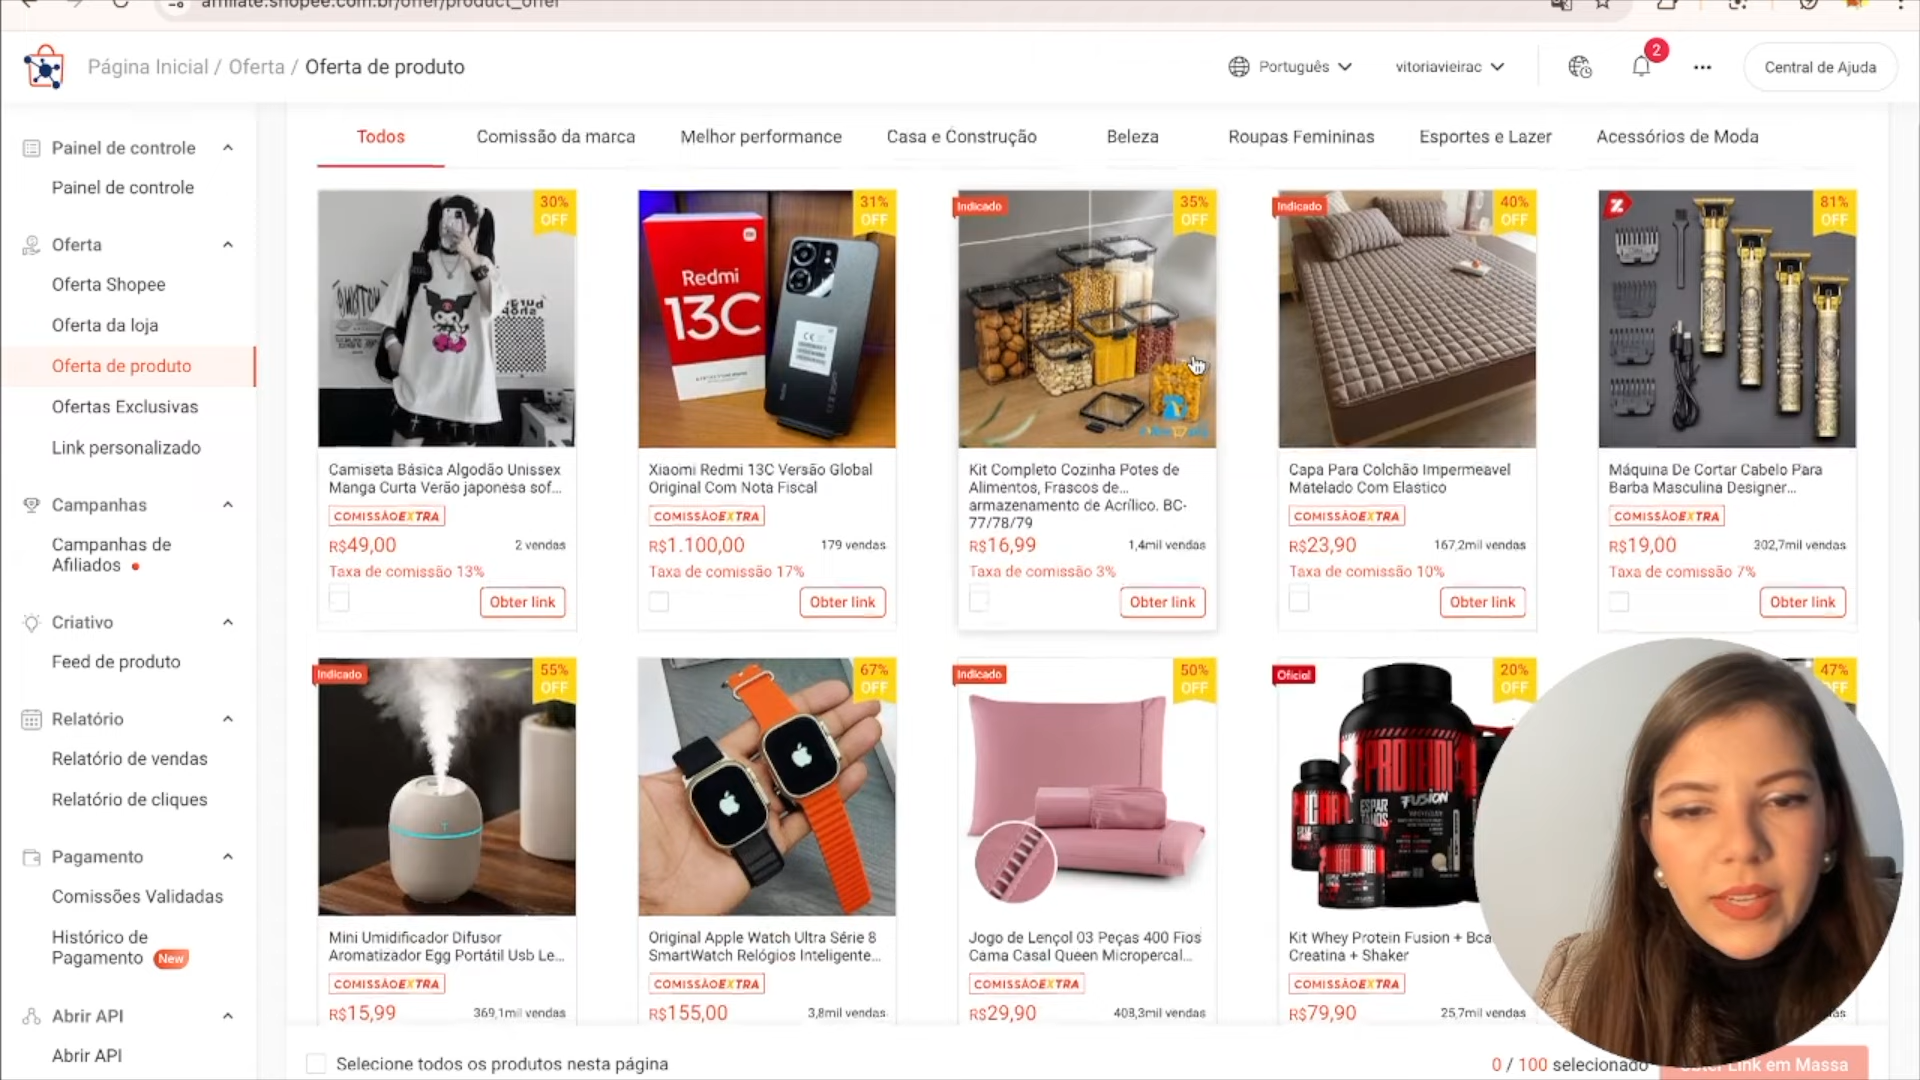 affiliate.shopee.com.br/offer/product_offer
Página Inicial / Oferta / Oferta de produto
Português
vitoriavieirac
2
Central de Ajuda
Painel de controle
Painel de controle
Oferta
Oferta Shopee
Oferta da loja
Oferta de produto
Ofertas Exclusivas
Link personalizado
Campanhas
Campanhas de
Afiliados
Criativo
Feed de produto
Relatório
Relatório de vendas
Relatório de cliques
Pagamento
Comissões Validadas
Histórico de
Pagamento New
Abrir API
Abrir API
Todos
Comissão da marca
Melhor performance
Casa e Construção
Beleza
Roupas Femininas
Esportes e Lazer
Acessórios de Moda
30%
OFF
Camiseta Básica Algodão Unissex
Manga Curta Verão japonesa sof...
COMISSÃOEXTRA
R$49,00 2 vendas
Taxa de comissão 13%
Obter link
31%
OFF
Redmi
13C
Xiaomi Redmi 13C Versão Global
Original Com Nota Fiscal
COMISSÃOEXTRA
R$1.100,00 179 vendas
Taxa de comissão 17%
Obter link
Indicado
35%
OFF
Kit Completo Cozinha Potes de
Alimentos, Frascos de...
armazenamento de Acrílico. BC-
77/78/79
R$16,99 1,4mil vendas
Taxa de comissão 3%
Obter link
Indicado
40%
OFF
Capa Para Colchão Impermeavel
Matelado Com Elastico
COMISSÃOEXTRA
R$23,90 167,2mil vendas
Taxa de comissão 10%
Obter link
81%
OFF
Máquina De Cortar Cabelo Para
Barba Masculina Designer...
COMISSÃOEXTRA
R$19,00 302,7mil vendas
Taxa de comissão 7%
Obter link
Indicado
55%
OFF
Mini Umidificador Difusor
Aromatizador Egg Portátil Usb Le...
COMISSÃOEXTRA
R$15,99 369,1mil vendas
67%
OFF
Original Apple Watch Ultra Série 8
SmartWatch Relógios Inteligente...
COMISSÃOEXTRA
R$155,00 3,8mil vendas
Indicado
50%
OFF
Jogo de Lençol 03 Peças 400 Fios
Cama Casal Queen Micropercal...
COMISSÃOEXTRA
R$29,90 408,3mil vendas
Oficial
20%
OFF
FUSION
Kit Whey Protein Fusion + Bca
Creatina + Shaker
COMISSÃOEXTRA
R$79,90 25,7mil vendas
47%
OFF
Selecione todos os produtos nesta página
0 / 100 selecionado
Link em Massa